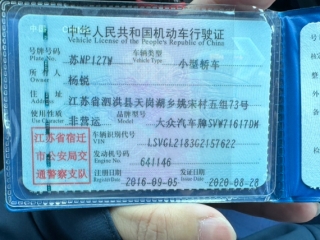 中华人民共和国机动车行驶证
Vehicle License of the People's Republic of China
号牌号码 苏NP127W 车辆类型 小型轿车
Plate No. Vehicle Type
所有人 杨悦
Owner
住址 江苏省泗洪县天岗湖乡姚宋村五组73号
Address
使用性质 非营运 品牌型号 大众汽车牌SVW71617DM
Use Character Model
江苏省宿迁
市公安局交
通警察支队
车辆识别代号 LSVGL2183G2157622
VIN
发动机号码 641146
Engine No.
注册日期 2016-09-05 发证日期 2020-08-28
Register Date Issue Date